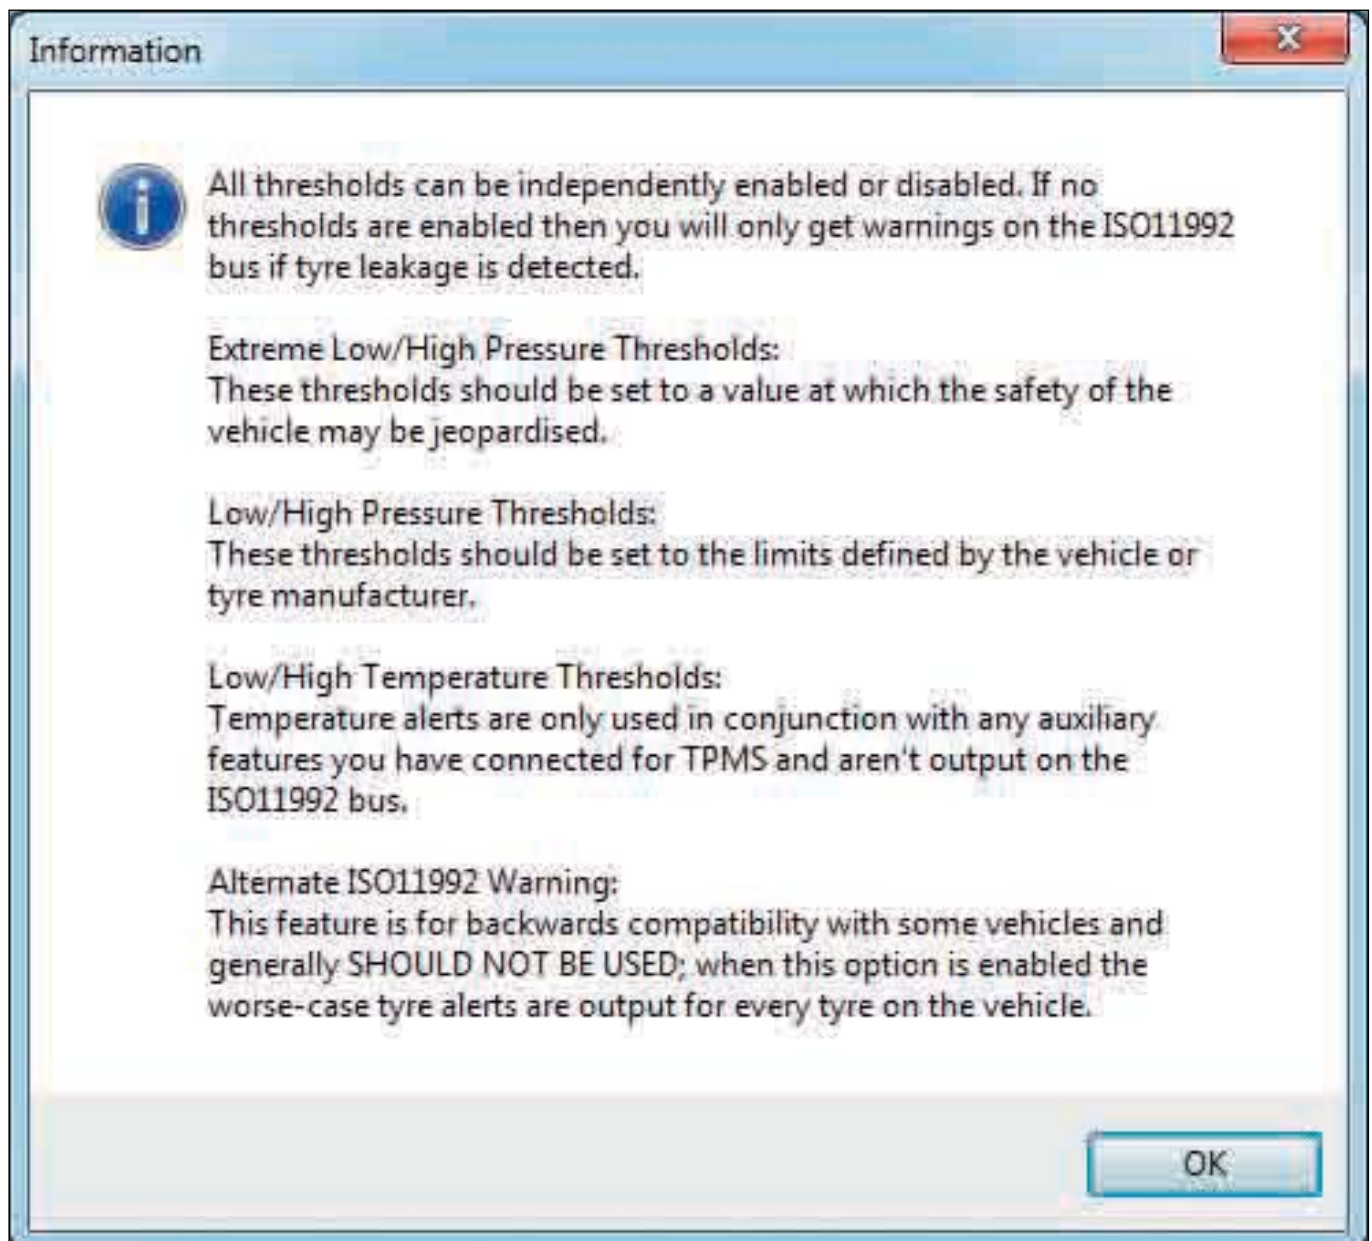 Information
All thresholds can be independently enabled or disabled. If no
thresholds are enabled then you will only get warnings on the ISO11992
bus if tyre leakage is detected.
Extreme Low/High Pressure Thresholds:
These thresholds should be set to a value at which the safety of the
vehicle may be jeopardised.
Low/High Pressure Thresholds:
These thresholds should be set to the limits defined by the vehicle or
tyre manufacturer.
Low/High Temperature Thresholds:
Temperature alerts are only used in conjunction with any auxiliary
features you have connected for TPMS and aren't output on the
ISO11992 bus.
Alternate ISO11992 Warning:
This feature is for backwards compatibility with some vehicles and
generally SHOULD NOT BE USED; when this option is enabled the
worse-case tyre alerts are output for every tyre on the vehicle.
OK